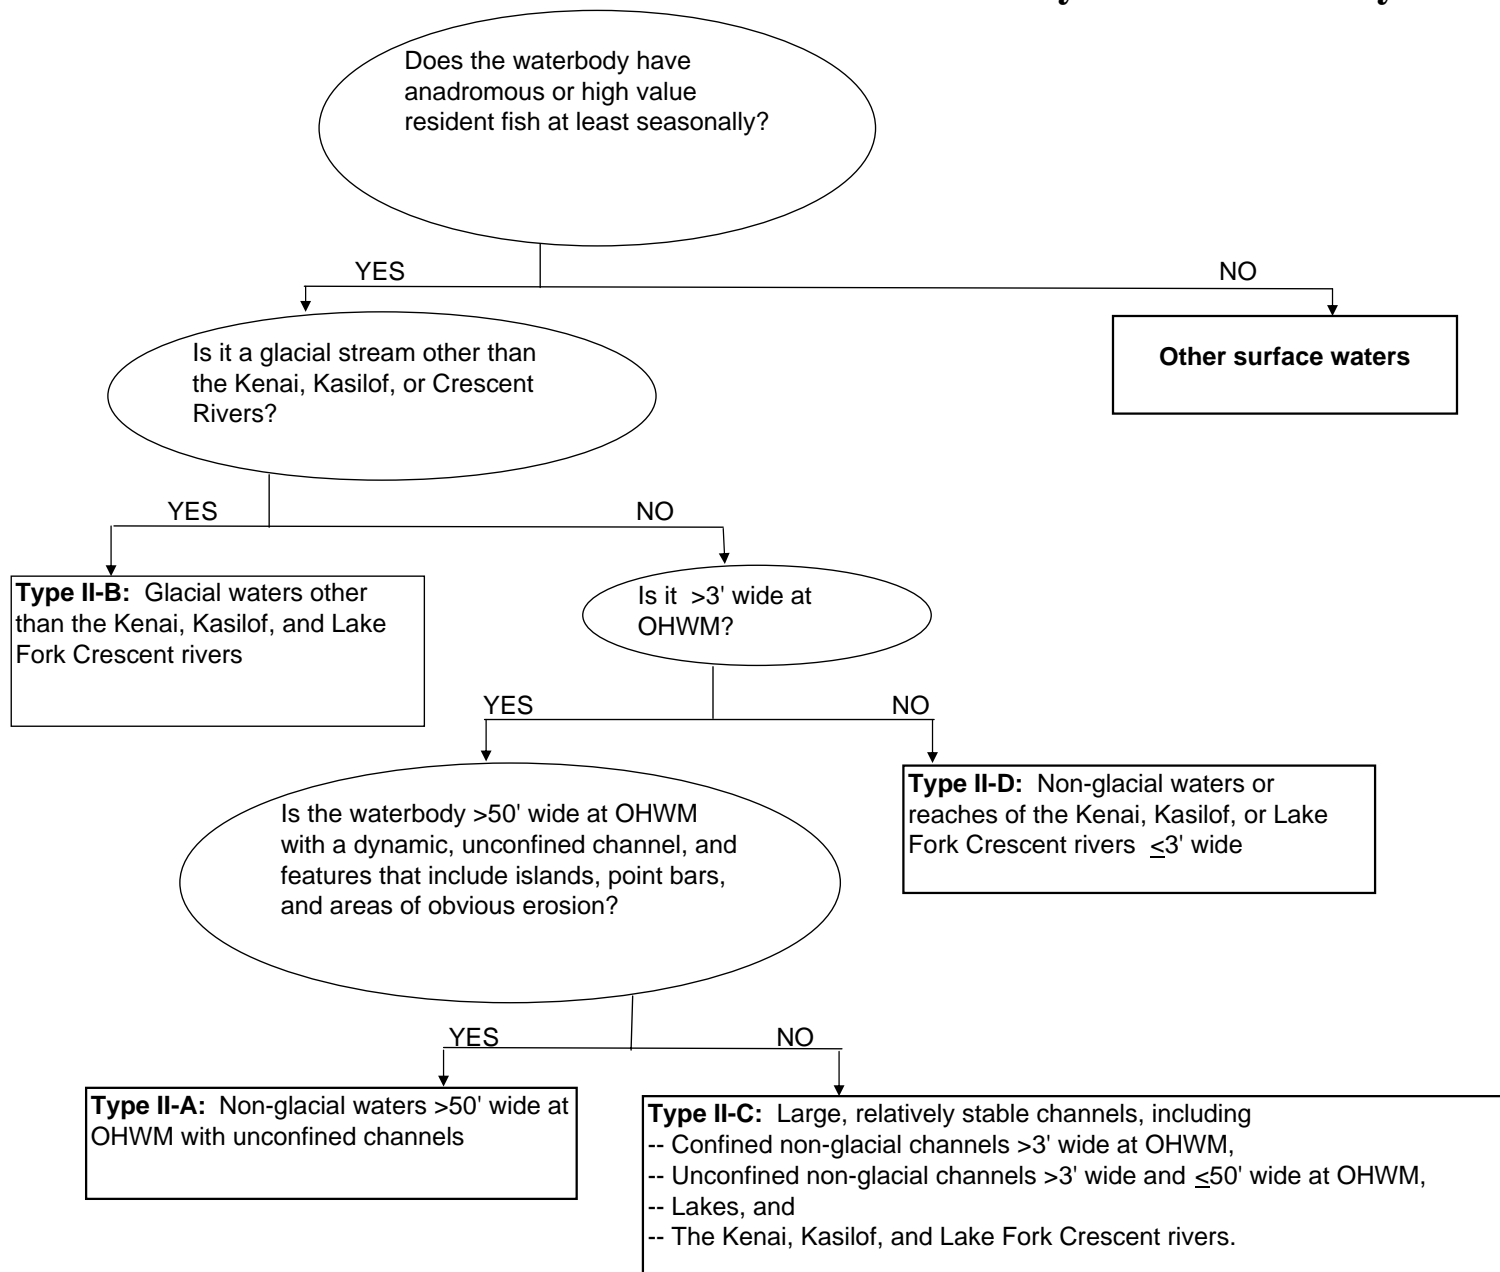 Does the waterbody have
anadromous or high value
resident fish at least seasonally?
YES
NO
Is it a glacial stream other than
the Kenai, Kasilof, or Crescent
Rivers?
Other surface waters
YES
NO
Type II-B:  Glacial waters other
than the Kenai, Kasilof, and Lake
Fork Crescent rivers
Is it  >3' wide at
OHWM?
YES
NO
Is the waterbody >50' wide at OHWM
with a dynamic, unconfined channel, and
features that include islands, point bars,
and areas of obvious erosion?
Type II-D:  Non-glacial waters or
reaches of the Kenai, Kasilof, or Lake
Fork Crescent rivers  ≤3' wide
YES
NO
Type II-A:  Non-glacial waters >50' wide at
OHWM with unconfined channels
Type II-C:  Large, relatively stable channels, including
-- Confined non-glacial channels >3' wide at OHWM,
-- Unconfined non-glacial channels >3' wide and ≤50' wide at OHWM,
-- Lakes, and
-- The Kenai, Kasilof, and Lake Fork Crescent rivers.